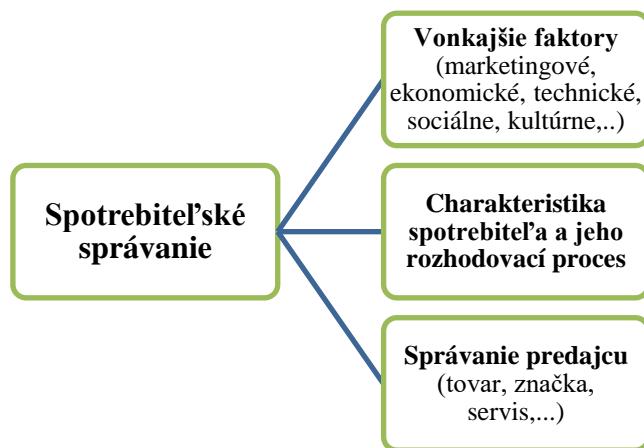 Vonkajšie faktory
(marketingové,
ekonomické, technické,
sociálne, kultúrne,..)
Spotrebiteľské
správanie
Charakteristika
spotrebiteľa a jeho
rozhodovací proces
Správanie predajcu
(tovar, značka,
servis,...)